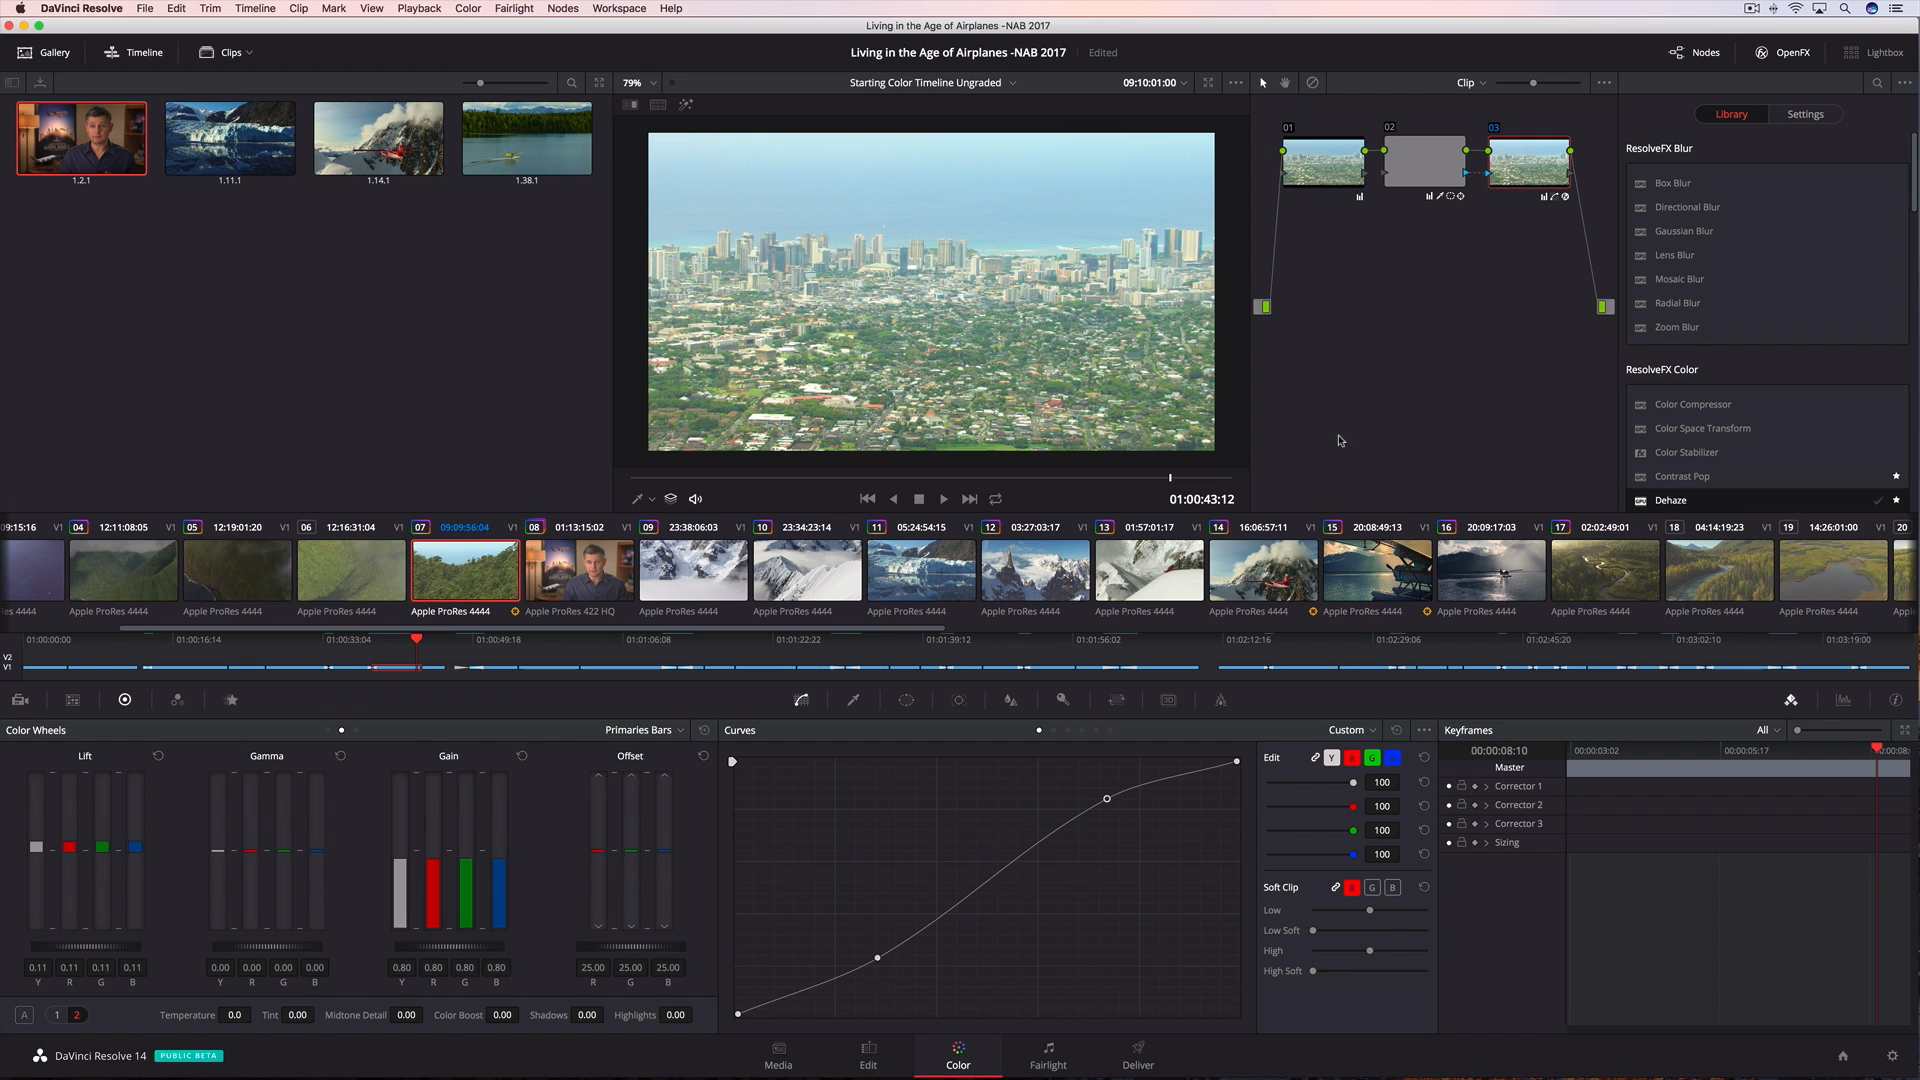 DaVinci Resolve File Edit Trim Timeline Clip Mark View Playback Color Fairlight Nodes Workspace Help
Living in the Age of Airplanes -NAB 2017
Gallery Timeline Clips Living in the Age of Airplanes -NAB 2017 Edited Nodes OpenFX Lightbox
79% Starting Color Timeline Ungraded 09:10:01:00 Clip
Library Settings
01 02 03
1.2.1 1.11.1 1.14.1 1.38.1
ResolveFX Blur
Box Blur
Directional Blur
Gaussian Blur
Lens Blur
Mosaic Blur
Radial Blur
Zoom Blur
ResolveFX Color
Color Compressor
Color Space Transform
Color Stabilizer
Contrast Pop
Dehaze
01:00:43:12
09:15:16 V1 04 12:11:08:05 V1 05 12:19:01:20 V1 06 12:16:31:04 V1 07 09:09:56:04 V1 08 01:13:15:02 V1 09 23:38:06:03 V1 10 23:34:23:14 V1 11 05:24:54:15 V1 12 03:27:03:17 V1 13 01:57:01:17 V1 14 16:06:57:11 V1 15 20:08:49:13 V1 16 20:09:17:03 V1 17 02:02:49:01 V1 18 04:14:19:23 V1 19 14:26:01:00 V1 20
es 4444 Apple ProRes 4444 Apple ProRes 4444 Apple ProRes 4444 Apple ProRes 4444 Apple ProRes 422 HQ Apple ProRes 4444 Apple ProRes 4444 Apple ProRes 4444 Apple ProRes 4444 Apple ProRes 4444 Apple ProRes 4444 Apple ProRes 4444 Apple ProRes 4444 Apple ProRes 4444 Apple ProRes 4444 Apple ProRes 4444
01:00:00:00 01:00:16:14 01:00:33:04 01:00:49:18 01:01:06:08 01:01:22:22 01:01:39:12 01:01:56:02 01:02:12:16 01:02:29:06 01:02:45:20 01:03:02:10 01:03:19:00
V2
V1
Color Wheels Primaries Bars Curves Custom Keyframes All
Lift Gamma Gain Offset
Edit Y R G
100
100
100
100
Soft Clip R G B
Low
Low Soft
High
High Soft
00:00:08:10 00:00:03:02 00:00:05:17 00:00:08:
Master
Corrector 1
Corrector 2
Corrector 3
Sizing
0.11 0.11 0.11 0.11 0.00 0.00 0.00 0.00 0.80 0.80 0.80 0.80 25.00 25.00 25.00
Y R G B Y R G B Y R G B R G B
A 1 2 Temperature 0.0 Tint 0.00 Midtone Detail 0.00 Color Boost 0.00 Shadows 0.00 Highlights 0.00
DaVinci Resolve 14 PUBLIC BETA
Media Edit Color Fairlight Deliver